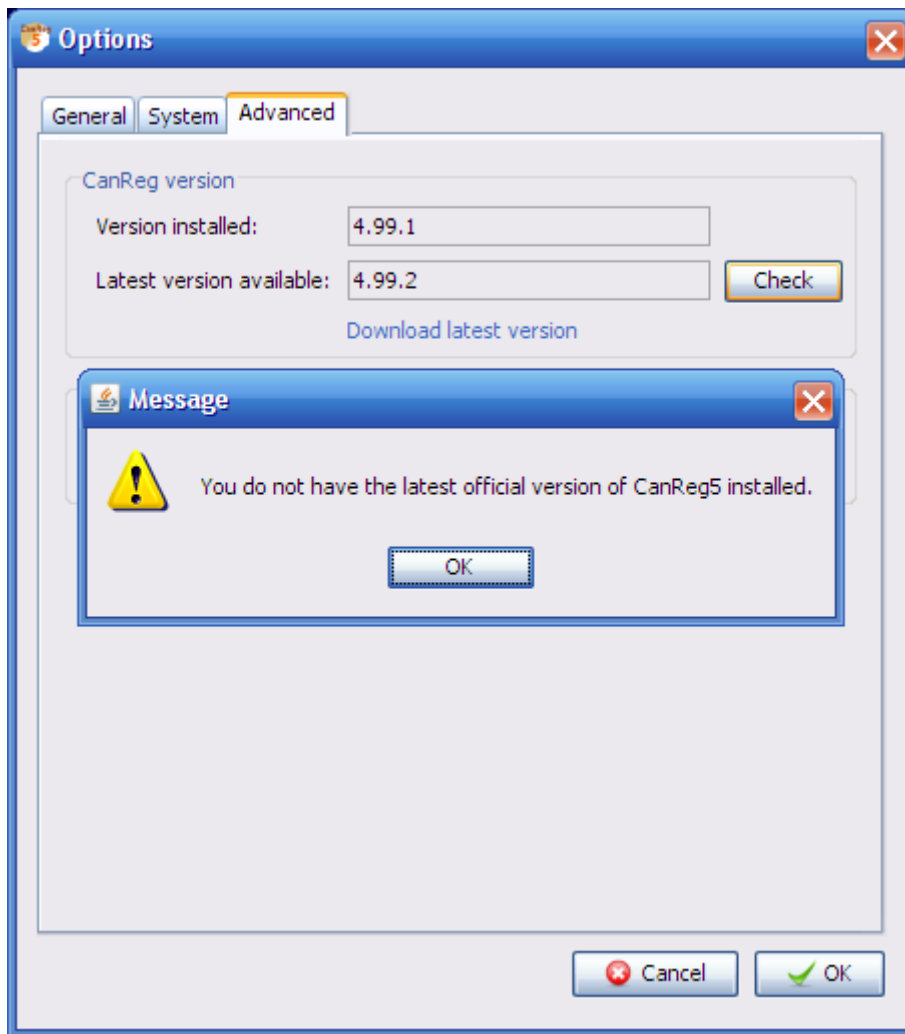 Options
General System Advanced
CanReg version
Version installed: 4.99.1
Latest version available: 4.99.2 Check
Download latest version
Message
You do not have the latest official version of CanReg5 installed.
OK
Cancel OK